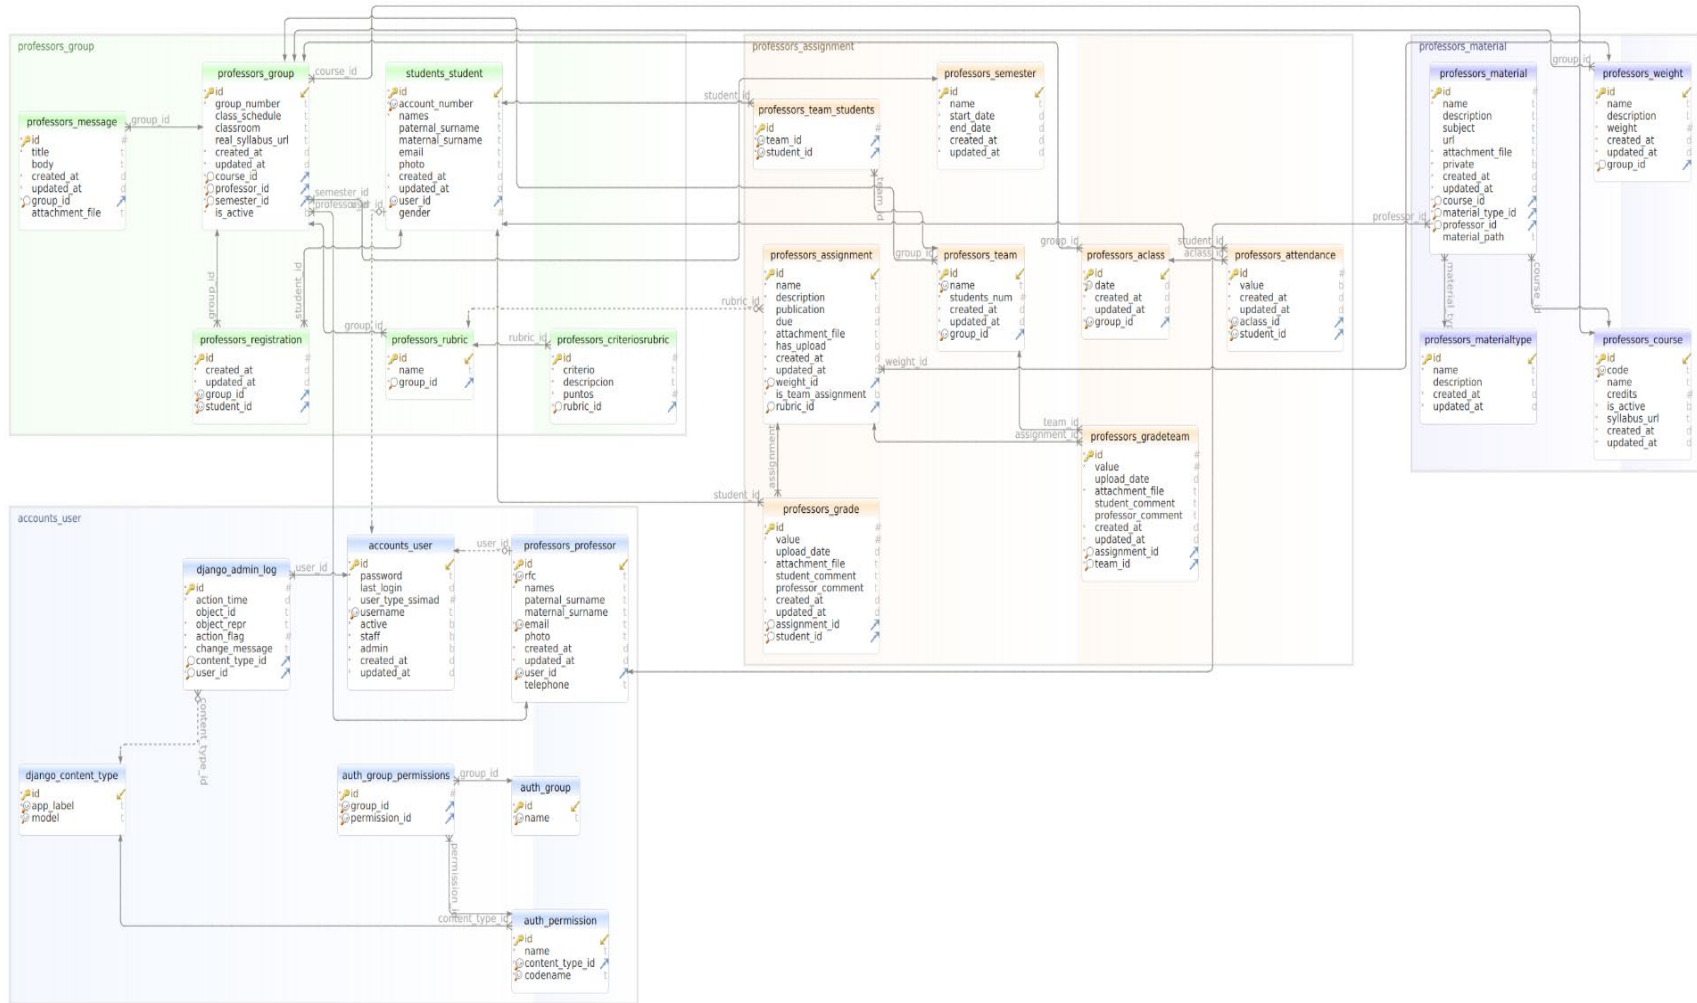 professors_group
professors_group
id
group_number
class_schedule
classroom
real_syllabus_url
created_at
updated_at
course_id
professor_id
semester_id
is_active
students_student
id
account_number
names
paternal_surname
maternal_surname
email
photo
created_at
updated_at
user_id
gender
professors_message
id
title
body
created_at
updated_at
group_id
attachment_file
group_id
course_id
semester_id
group_id
student_id
professors_registration
id
created_at
updated_at
group_id
student_id
group_id
professors_rubric
id
name
group_id
rubric_id
professors_criteriosrubric
id
criterio
descripcion
puntos
rubric_id
professors_assignment
student_id
professors_team_students
id
team_id
student_id
team_id
professors_semester
id
name
start_date
end_date
created_at
updated_at
rubric_id
professors_assignment
id
name
description
publication
due
attachment_file
has_upload
created_at
updated_at
weight_id
is_team_assignment
rubric_id
weight_id
group_id
professors_team
id
name
students_num
created_at
updated_at
group_id
group_id
professors_aclass
id
date
created_at
updated_at
group_id
student_id
aclass_id
professors_attendance
id
value
created_at
updated_at
aclass_id
student_id
team_id
assignment_id
professors_gradeteam
id
value
upload_date
attachment_file
student_comment
professor_comment
created_at
updated_at
assignment_id
team_id
assignment
student_id
professors_grade
id
value
upload_date
attachment_file
student_comment
professor_comment
created_at
updated_at
assignment_id
student_id
professors_material
professor_id
professors_material
id
name
description
subject
url
attachment_file
private
created_at
updated_at
course_id
material_type_id
professor_id
material_path
group_id
professors_weight
id
name
description
weight
created_at
updated_at
group_id
material_typ
course_id
professors_materialtype
id
name
description
created_at
updated_at
professors_course
id
code
name
credits
is_active
syllabus_url
created_at
updated_at
accounts_user
django_admin_log
id
action_time
object_id
object_repr
action_flag
change_message
content_type_id
user_id
user_id
accounts_user
id
password
last_login
user_type_ssimad
username
active
staff
admin
created_at
updated_at
user_id
professors_professor
id
rfc
names
paternal_surname
maternal_surname
email
photo
created_at
updated_at
user_id
telephone
content_type_id
django_content_type
id
app_label
model
auth_group_permissions
id
group_id
permission_id
group_id
auth_group
id
name
permission_id
content_type_id
auth_permission
id
name
content_type_id
codename